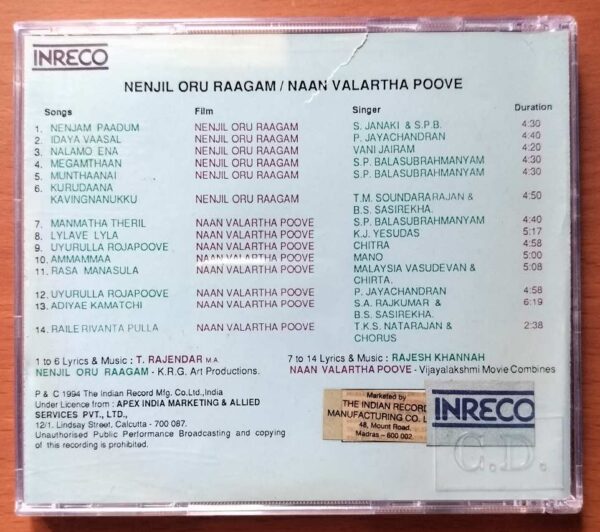 INRECO
NENJIL ORU RAAGAM / NAAN VALARTHA POOVE
Songs Film Singer Duration
1. NENJAM PAADUM NENJIL ORU RAAGAM S. JANAKI & S.P.B. 4:30
2. IDAYA VAASAL NENJIL ORU RAAGAM P. JAYACHANDRAN 4:40
3. NALAMO ENA NENJIL ORU RAAGAM VANI JAIRAM 4:20
4. MEGAMTHAAN NENJIL ORU RAAGAM S.P. BALASUBRAHMANYAM 4:30
5. MUNTHAANAI NENJIL ORU RAAGAM S.P. BALASUBRAHMANYAM 4:30
6. KURUDAANA
KAVINGNANUKKU NENJIL ORU RAAGAM T.M. SOUNDARARAJAN & 4:50
B.S. SASIREKHA.
7. MANMATHA THERIL NAAN VALARTHA POOVE S.P. BALASUBRAHMANYAM 4:40
8. LYLAVE LYLA NAAN VALARTHA POOVE K.J. YESUDAS 5:17
9. UYURULLA ROJAPOOVE NAAN VALARTHA POOVE CHITRA 4:58
10. AMMAMMAA NAAN VALARTHA POOVE MANO 5:00
11. RASA MANASULA NAAN VALARTHA POOVE MALAYSIA VASUDEVAN & 5:08
CHIRTA.
12. UYURULLA ROJAPOOVE NAAN VALARTHA POOVE P. JAYACHANDRAN 4:58
13. ADIYAE KAMATCHI NAAN VALARTHA POOVE S.A. RAJKUMAR & 6:19
B.S. SASIREKHA.
14. RAILE RIVANTA PULLA NAAN VALARTHA POOVE T.K.S. NATARAJAN & 2:38
CHORUS
1 to 6 Lyrics & Music : T. RAJENDAR M.A. 7 to 14 Lyrics & Music : RAJESH KHANNAH
NENJIL ORU RAAGAM - K.R.G. Art Productions. NAAN VALARTHA POOVE - Vijayalakshmi Movie Combines
P & C 1994 The Indian Record Mfg. Co.Ltd.,India
Under Licence from : APEX INDIA MARKETING & ALLIED
SERVICES PVT., LTD.,
12/1. Lindsay Street, Calcutta - 700 087.
Unauthorised Public Performance Broadcasting and copying
of this recording is prohibited.
Marketed by
THE INDIAN RECORD
MANUFACTURING CO. L
48, Mount Road.
Madras - 600 002
INRECO
C.D.